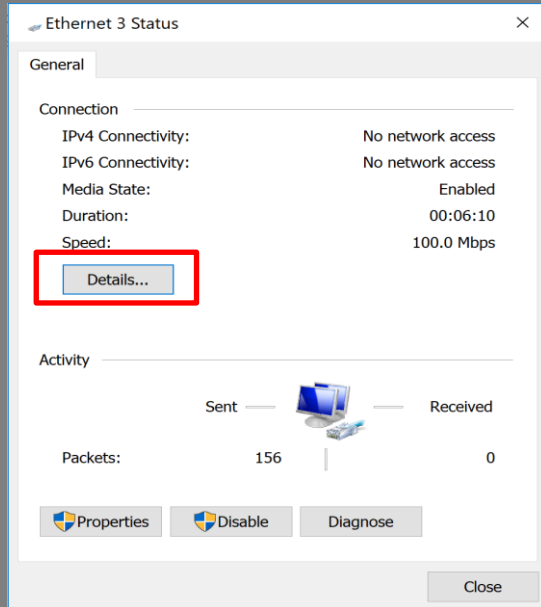 Ethernet 3 Status
General
Connection
IPv4 Connectivity: No network access
IPv6 Connectivity: No network access
Media State: Enabled
Duration: 00:06:10
Speed: 100.0 Mbps
Details...
Activity
Sent Received
Packets: 156 0
Properties Disable Diagnose
Close